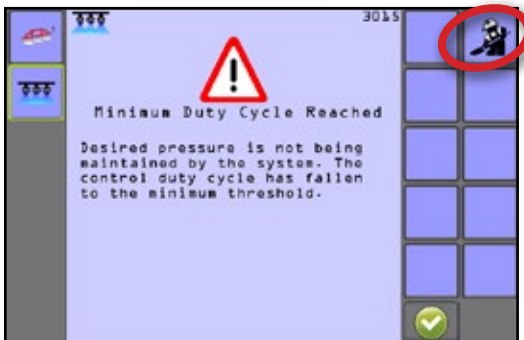 3015
Minimum Duty Cycle Reached
Desired pressure is not being
maintained by the system. The
control duty cycle has fallen
to the minimum threshold.